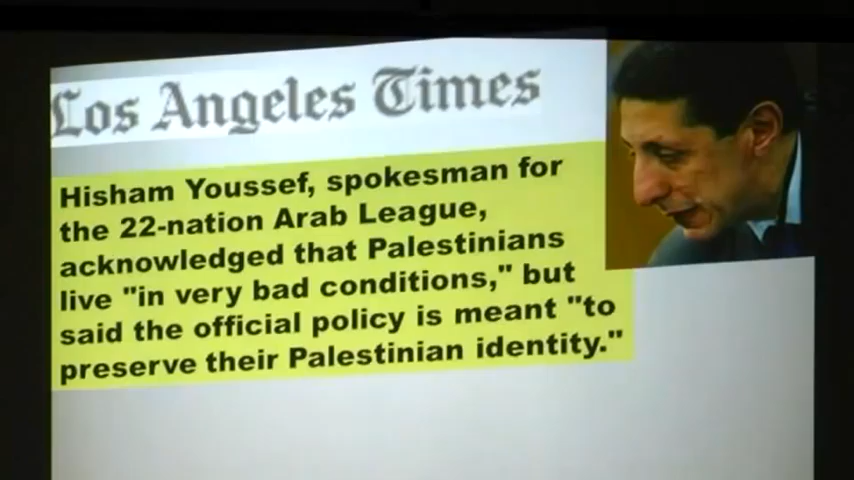 Los Angeles Times
Hisham Youssef, spokesman for
the 22-nation Arab League,
acknowledged that Palestinians
live "in very bad conditions," but
said the official policy is meant "to
preserve their Palestinian identity."